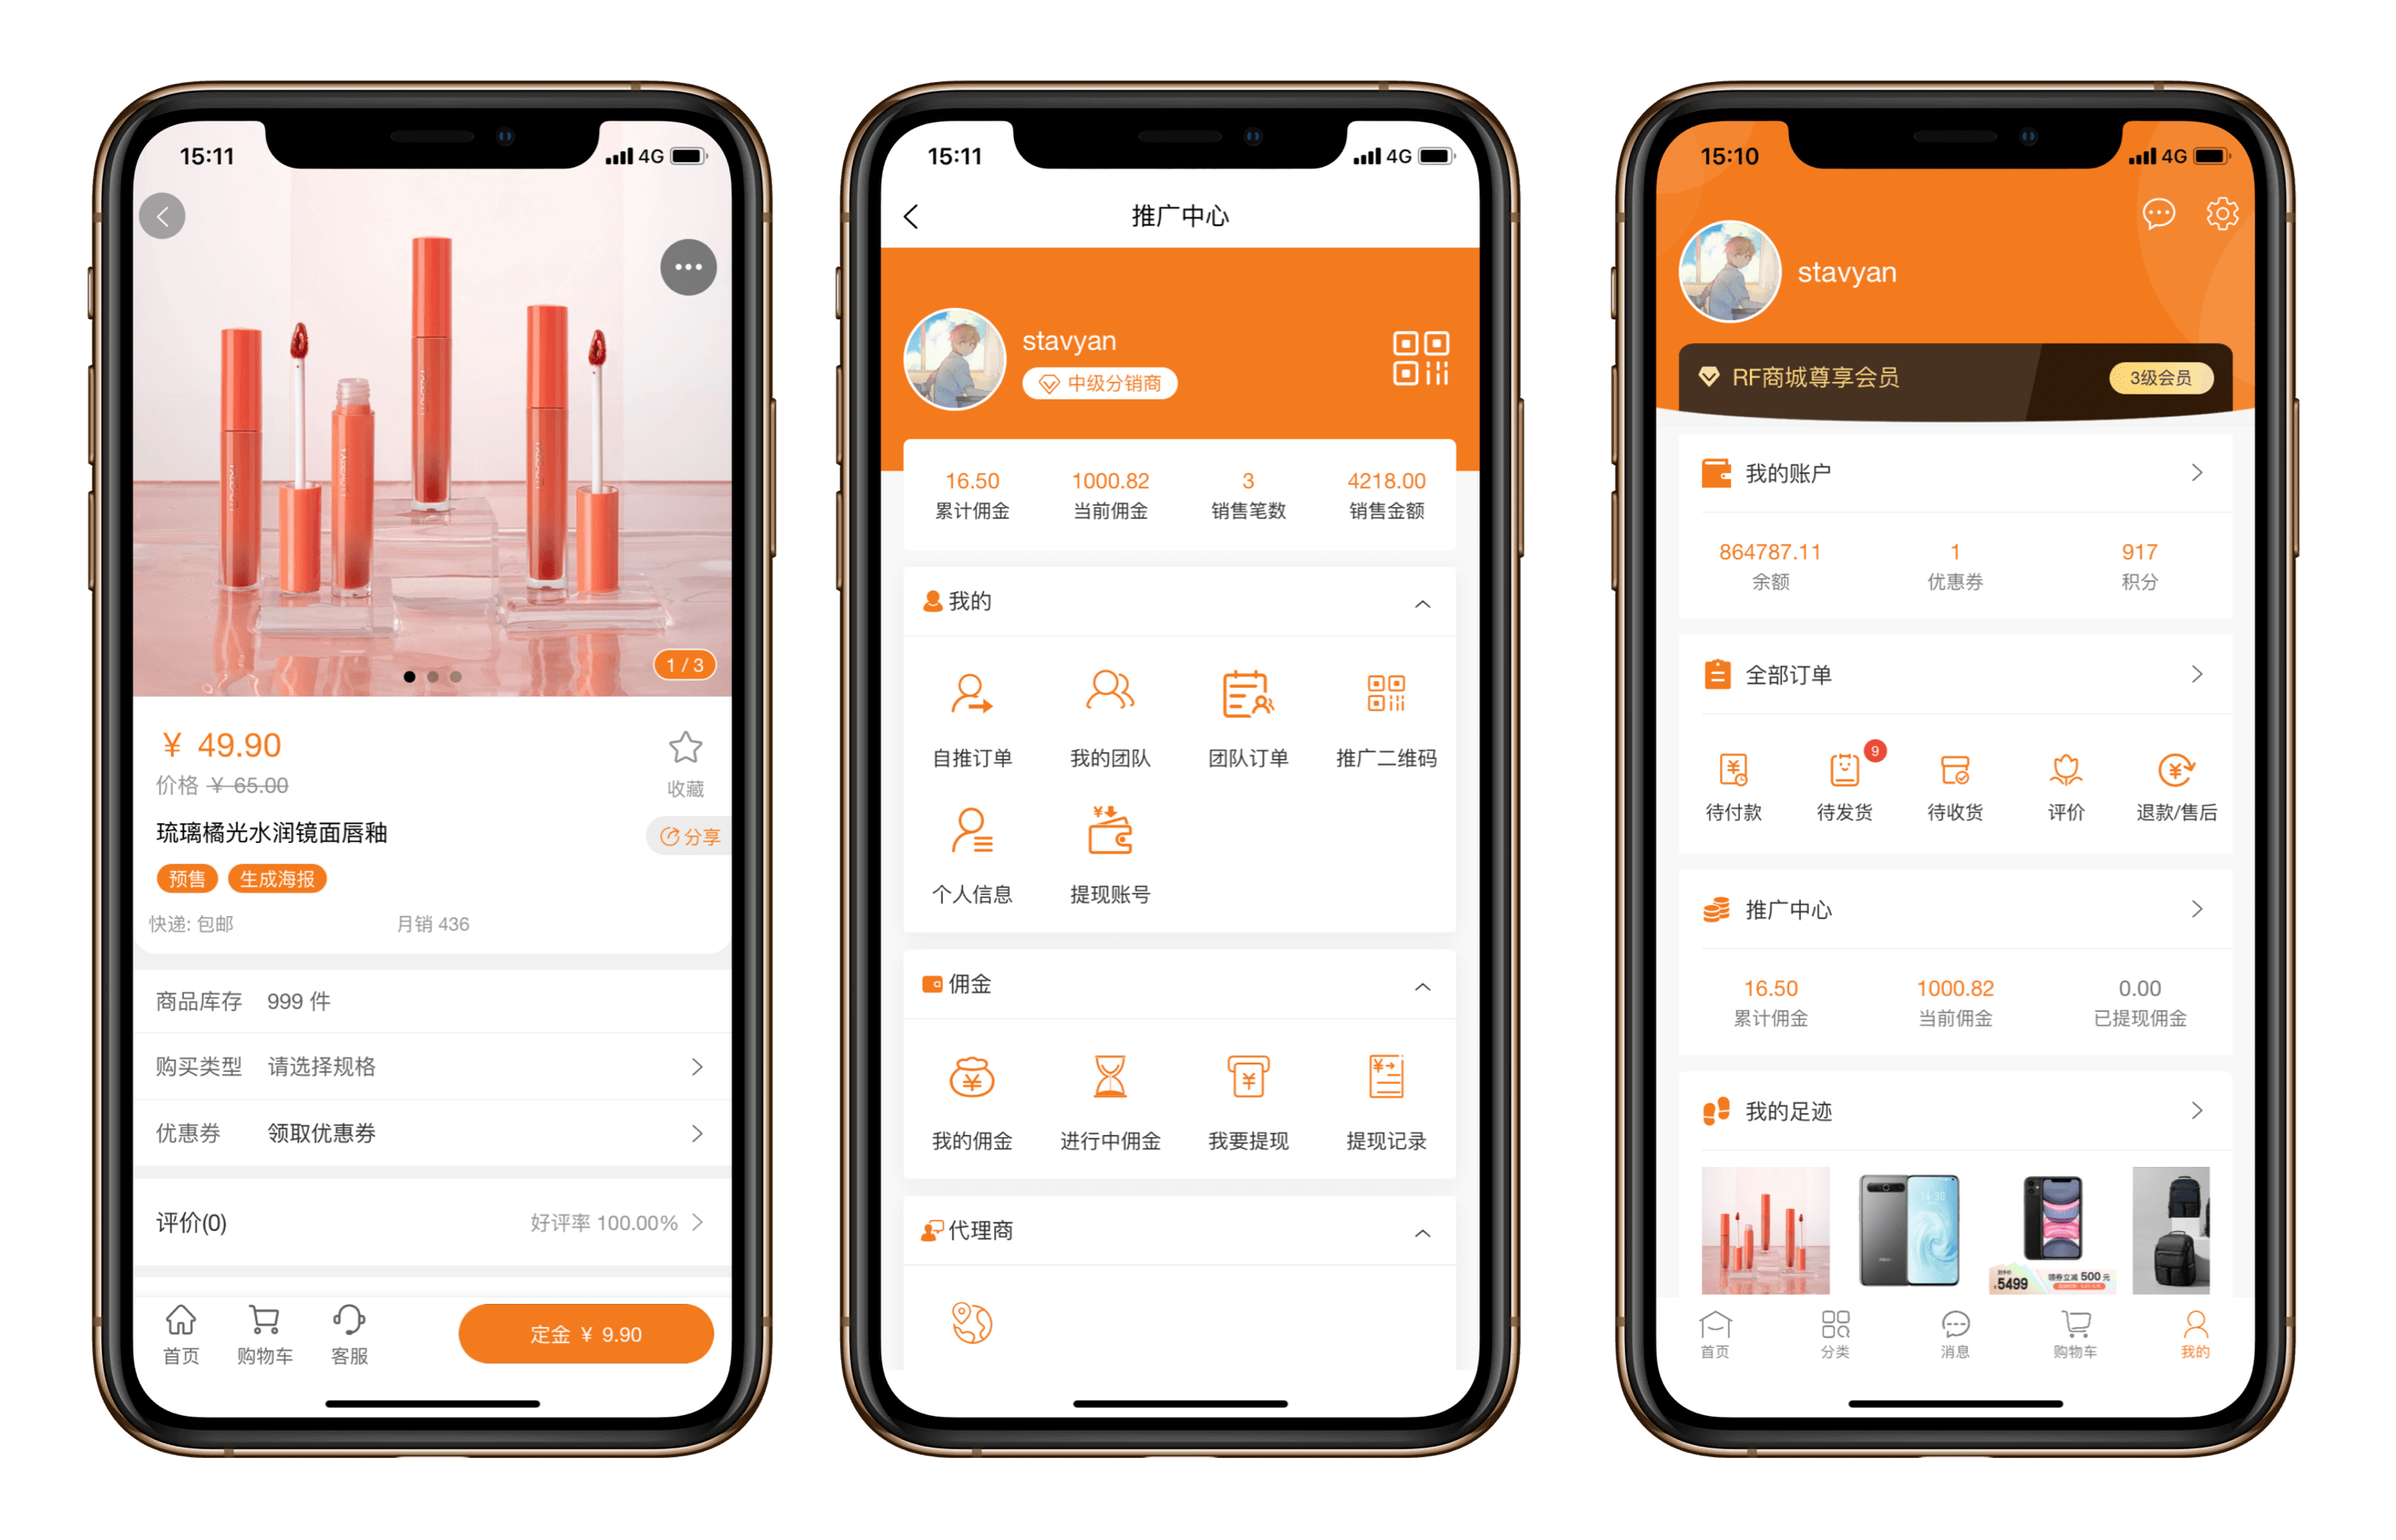 15:11
4G
1 / 3
¥ 49.90
价格 ¥ 65.00
收藏
琉璃橘光水润镜面唇釉
分享
预售 生成海报
快递: 包邮 月销 436
商品库存 999 件
购买类型 请选择规格
优惠券 领取优惠券
评价(0) 好评率 100.00%
首页 购物车 客服
定金 ¥ 9.90
15:11
4G
推广中心
stavyan
中级分销商
16.50 1000.82 3 4218.00
累计佣金 当前佣金 销售笔数 销售金额
我的
自推订单 我的团队 团队订单 推广二维码
个人信息 提现账号
佣金
我的佣金 进行中佣金 我要提现 提现记录
代理商
15:10
4G
stavyan
RF商城尊享会员
3级会员
我的账户
864787.11 1 917
余额 优惠券 积分
全部订单
9
待付款 待发货 待收货 评价 退款/售后
推广中心
16.50 1000.82 0.00
累计佣金 当前佣金 已提现佣金
我的足迹
5499 领券立减 500 元
首页 分类 消息 购物车 我的